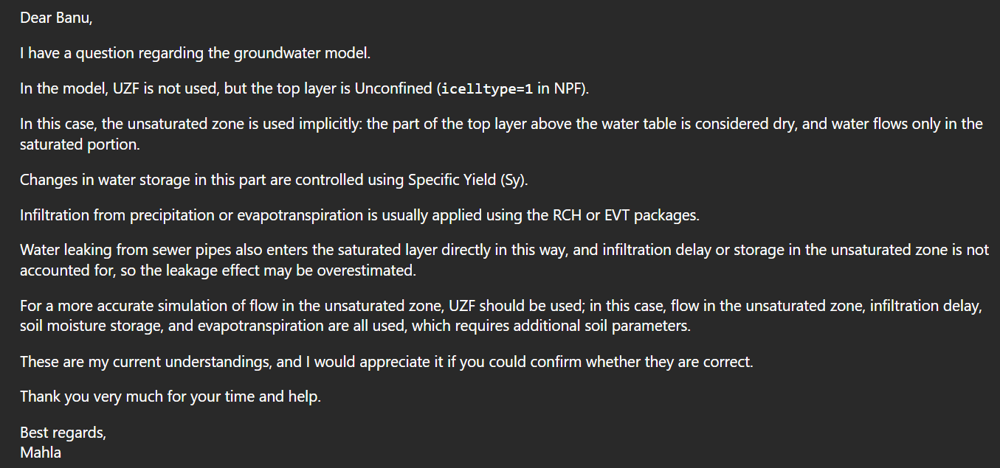 Dear Banu,
I have a question regarding the groundwater model.
In the model, UZF is not used, but the top layer is Unconfined (icelltype=1 in NPF).
In this case, the unsaturated zone is used implicitly: the part of the top layer above the water table is considered dry, and water flows only in the
saturated portion.
Changes in water storage in this part are controlled using Specific Yield (Sy).
Infiltration from precipitation or evapotranspiration is usually applied using the RCH or EVT packages.
Water leaking from sewer pipes also enters the saturated layer directly in this way, and infiltration delay or storage in the unsaturated zone is not
accounted for, so the leakage effect may be overestimated.
For a more accurate simulation of flow in the unsaturated zone, UZF should be used; in this case, flow in the unsaturated zone, infiltration delay,
soil moisture storage, and evapotranspiration are all used, which requires additional soil parameters.
These are my current understandings, and I would appreciate it if you could confirm whether they are correct.
Thank you very much for your time and help.
Best regards,
Mahla